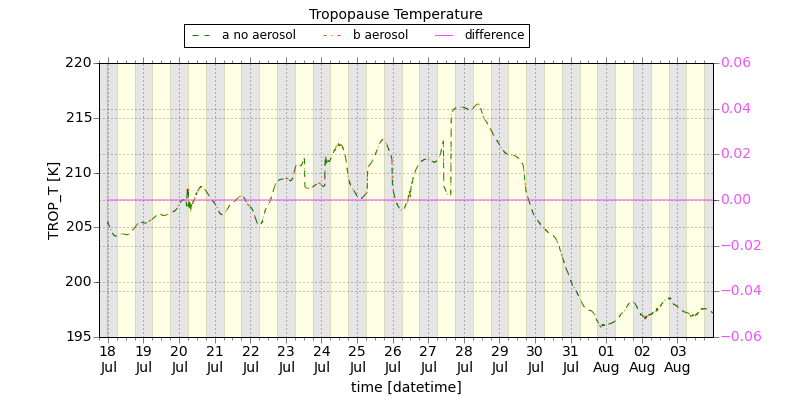 Tropopause Temperature
a no aerosol b aerosol difference
220
215
210
205
200
195
TROP_T [K]
0.06
0.04
0.02
0.00
−0.02
−0.04
−0.06
18 19 20 21 22 23 24 25 26 27 28 29 30 31 01 02 03
Jul Jul Jul Jul Jul Jul Jul Jul Jul Jul Jul Jul Jul Jul Aug Aug Aug
time [datetime]